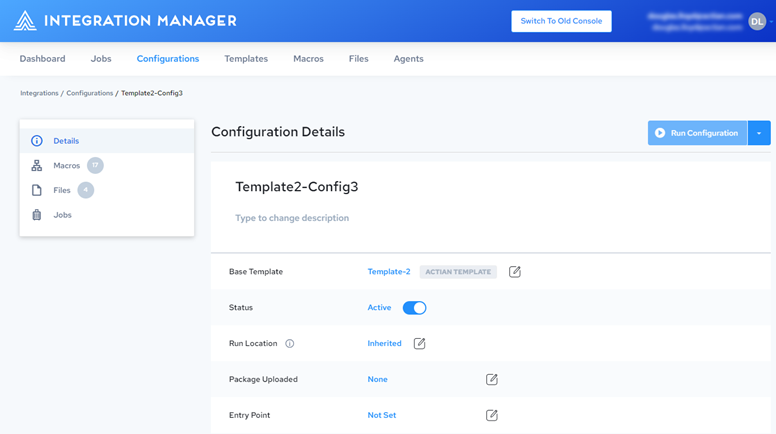 INTEGRATION MANAGER
Switch To Old Console
DL
Dashboard Jobs Configurations Templates Macros Files Agents
Integrations / Configurations / Template2-Config3
Details
Macros 17
Files 4
Jobs
Configuration Details
Run Configuration
Template2-Config3
Type to change description
Base Template Template-2 ACTIAN TEMPLATE
Status Active
Run Location Inherited
Package Uploaded None
Entry Point Not Set